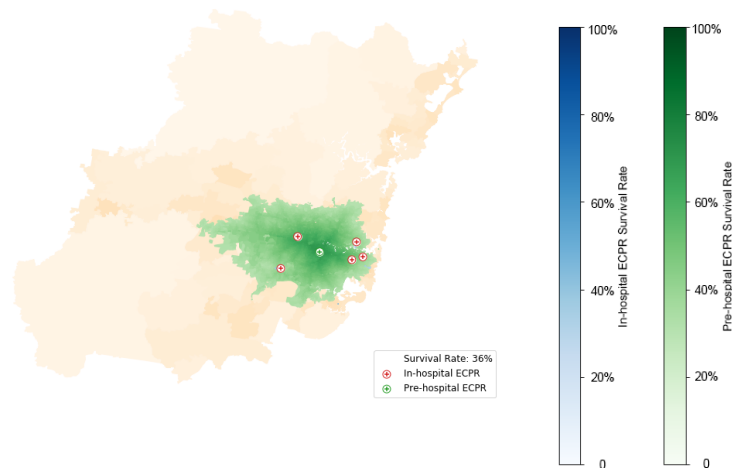 Survival Rate: 36%
In-hospital ECPR
Pre-hospital ECPR
100%
80%
60%
40%
20%
0
In-hospital ECPR Survival Rate
100%
80%
60%
40%
20%
0
Pre-hospital ECPR Survival Rate